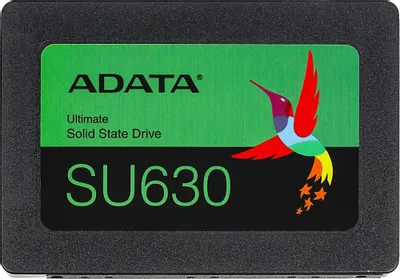 ADATA®
Ultimate
Solid State Drive
SU630